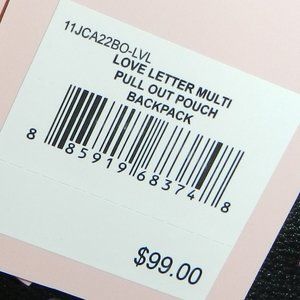 11JCA22BO-LVL
LOVE LETTER MULTI
PULL OUT POUCH
BACKPACK
8 85919 68374 8
$99.00